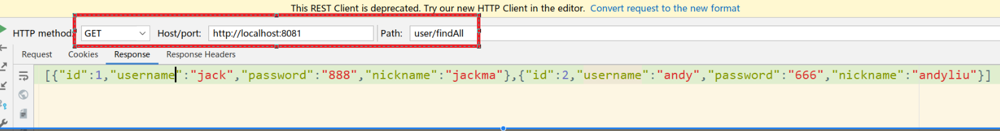 This REST Client is deprecated. Try our new HTTP Client in the editor. Convert request to the new format
HTTP method: GET Host/port: http://localhost:8081 Path: user/findAll
Request Cookies Response Response Headers
[{"id":1,"username":"jack","password":"888","nickname":"jackma"},{"id":2,"username":"andy","password":"666","nickname":"andyliu"}]